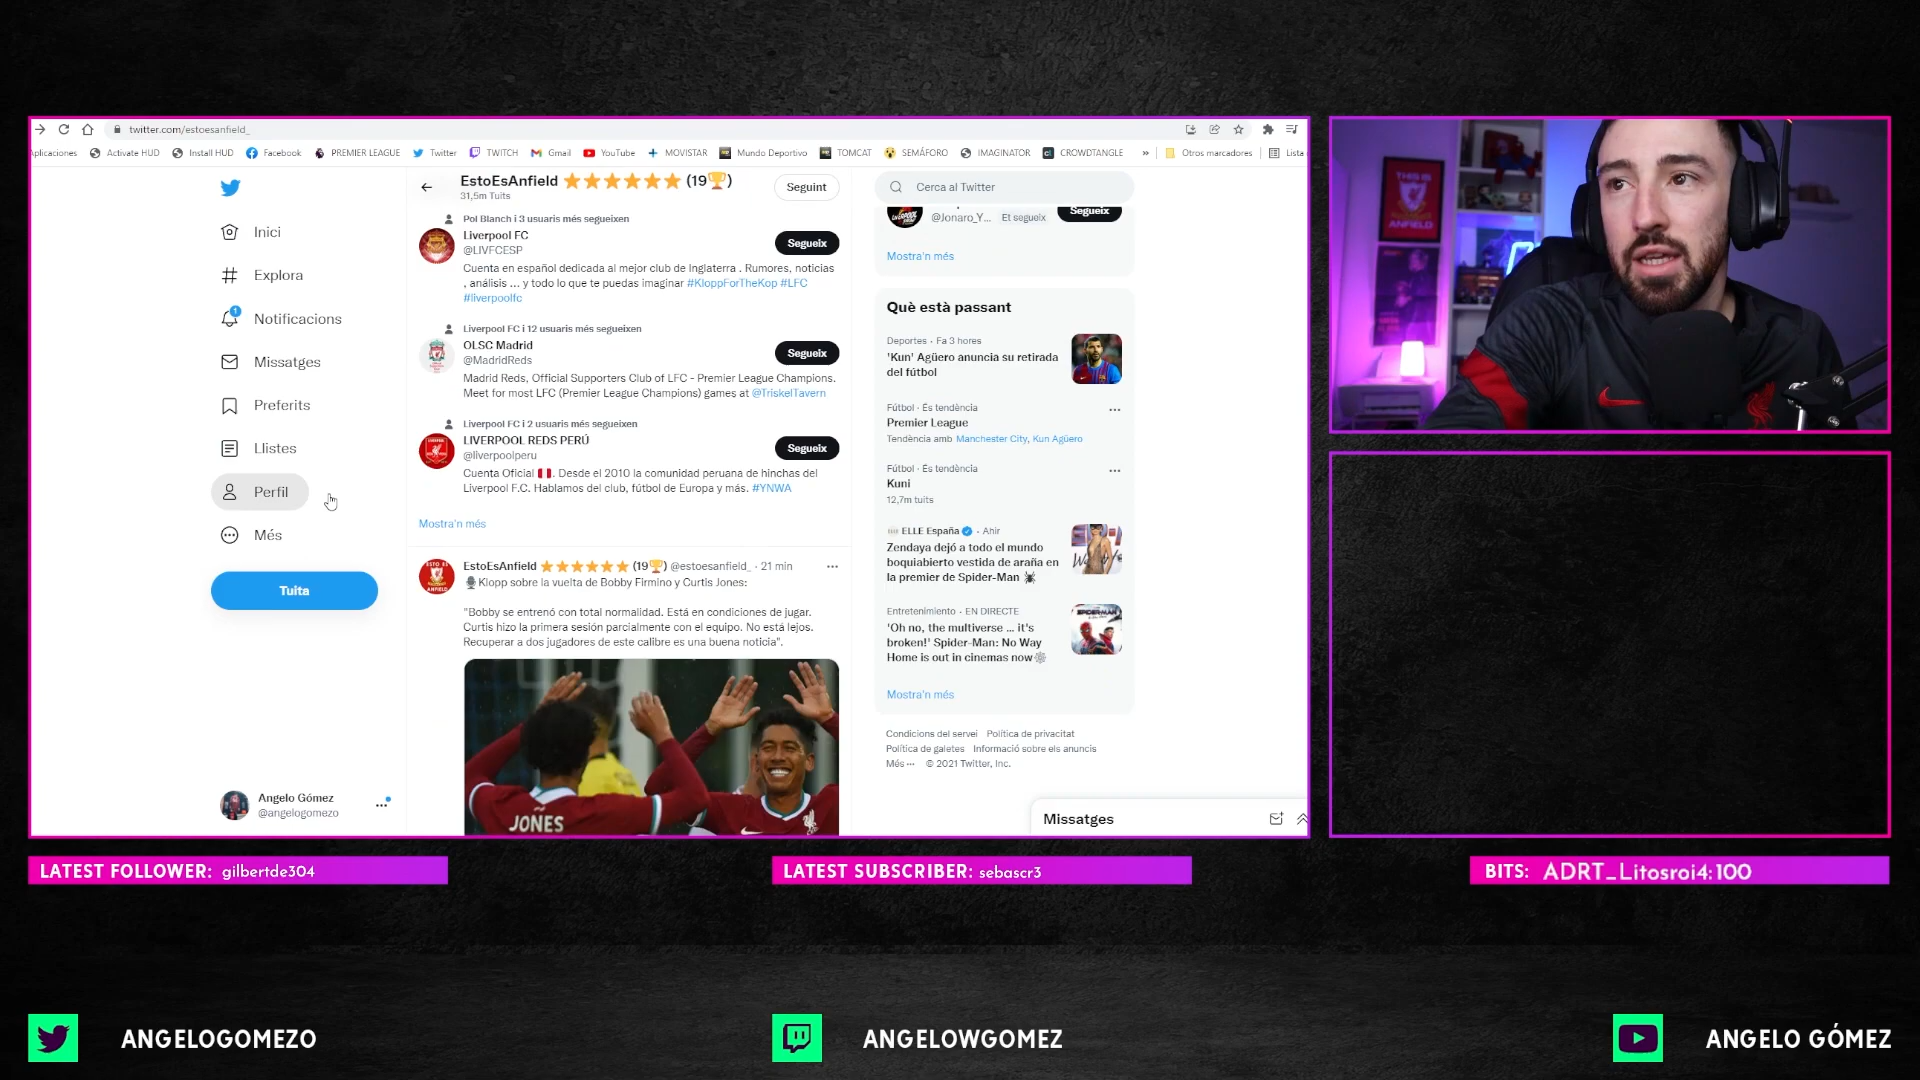 twitter.com/estoesanfield_
Aplicaciones Activate HUD Install HUD Facebook PREMIER LEAGUE Twitter TWITCH Gmail YouTube MOVISTAR Mundo Deportivo TOMCAT SEMÁFORO IMAGINATOR CROWDTANGLE » Otros marcadores Lista
Inici
Explora
1
Notificacions
Missatges
Preferits
Llistes
Perfil
Més
Tuita
Angelo Gómez
@angelogomezo
EstoEsAnfield ⭐⭐⭐⭐⭐⭐ (19🏆)
31,5m Tuits
Seguint
Pol Blanch i 3 usaris més segueixen
Liverpool FC
@LIVFCESP
Segueix
Cuenta en español dedicada al mejor club de Inglaterra . Rumores, noticias
, análisis ... y todo lo que te puedas imaginar #KloppForTheKop #LFC
#liverpoolfc
Liverpool FC i 12 usuaris més segueixen
OLSC Madrid
@MadridReds
Segueix
Madrid Reds, Official Supporters Club of LFC - Premier League Champions.
Meet for most LFC (Premier League Champions) games at @TriskelTavern
Liverpool FC i 2 usuaris més segueixen
LIVERPOOL REDS PERÚ
@liverpoolperu
Segueix
Cuenta Oficial 🇵🇪. Desde el 2010 la comunidad peruana de hinchas del
Liverpool F.C. Hablamos del club, fútbol de Europa y más. #YNWA
Mostra'n més
EstoEsAnfield ⭐⭐⭐⭐⭐⭐ (19🏆) @estoesanfield_ · 21 min
🎙Klopp sobre la vuelta de Bobby Firmino y Curtis Jones:
"Bobby se entrenó con total normalidad. Está en condiciones de jugar.
Curtis hizo la primera sesión parcialmente con el equipo. No está lejos.
Recuperar a dos jugadores de este calibre es una buena noticia".
JONES
Cerca al Twitter
@Jonaro_Y... Et segueix
Segueix
Mostra'n més
Què està passant
Deportes · Fa 3 hores
'Kun' Agüero anuncia su retirada
del fútbol
Fútbol · És tendència
Premier League
Tendència amb Manchester City, Kun Agüero
Fútbol · És tendència
Kuni
12,7m tuits
ELLE España · Ahir
Zendaya dejó a todo el mundo
boquiabierto vestida de araña en
la premier de Spider-Man 🕷
Entretenimiento · EN DIRECTE
'Oh no, the multiverse ... it's
broken!' Spider-Man: No Way
Home is out in cinemas now🕸
Mostra'n més
Condicions del servei Política de privacitat
Política de galetes Informació sobre els anuncis
Més ··· © 2021 Twitter, Inc.
Missatges
THIS IS
ANFIELD
LATEST FOLLOWER: gilbertde304
LATEST SUBSCRIBER: sebascr3
BITS: ADRT_Litosroi4: 100
ANGELOGOMEZO
ANGELOWGOMEZ
ANGELO GÓMEZ